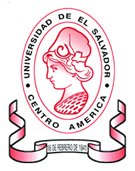 UNIVERSIDAD DE EL SALVADOR
CENTRO AMERICA
16 DE FEBRERO DE 1841